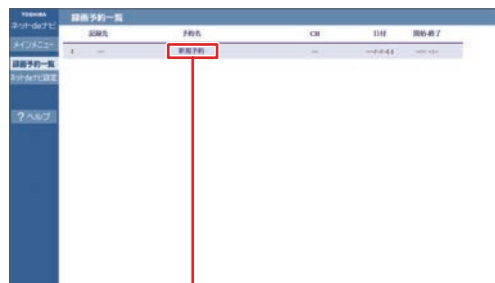 TOSHIBA
ネットdeナビ
メインメニュー
録画予約一覧
ネットdeナビ設定
? ヘルプ
録画予約一覧
記録先 予約名 CH 日付 開始-終了
1 --- 新規予約 --- ---/--/--(-) --:-- --:--